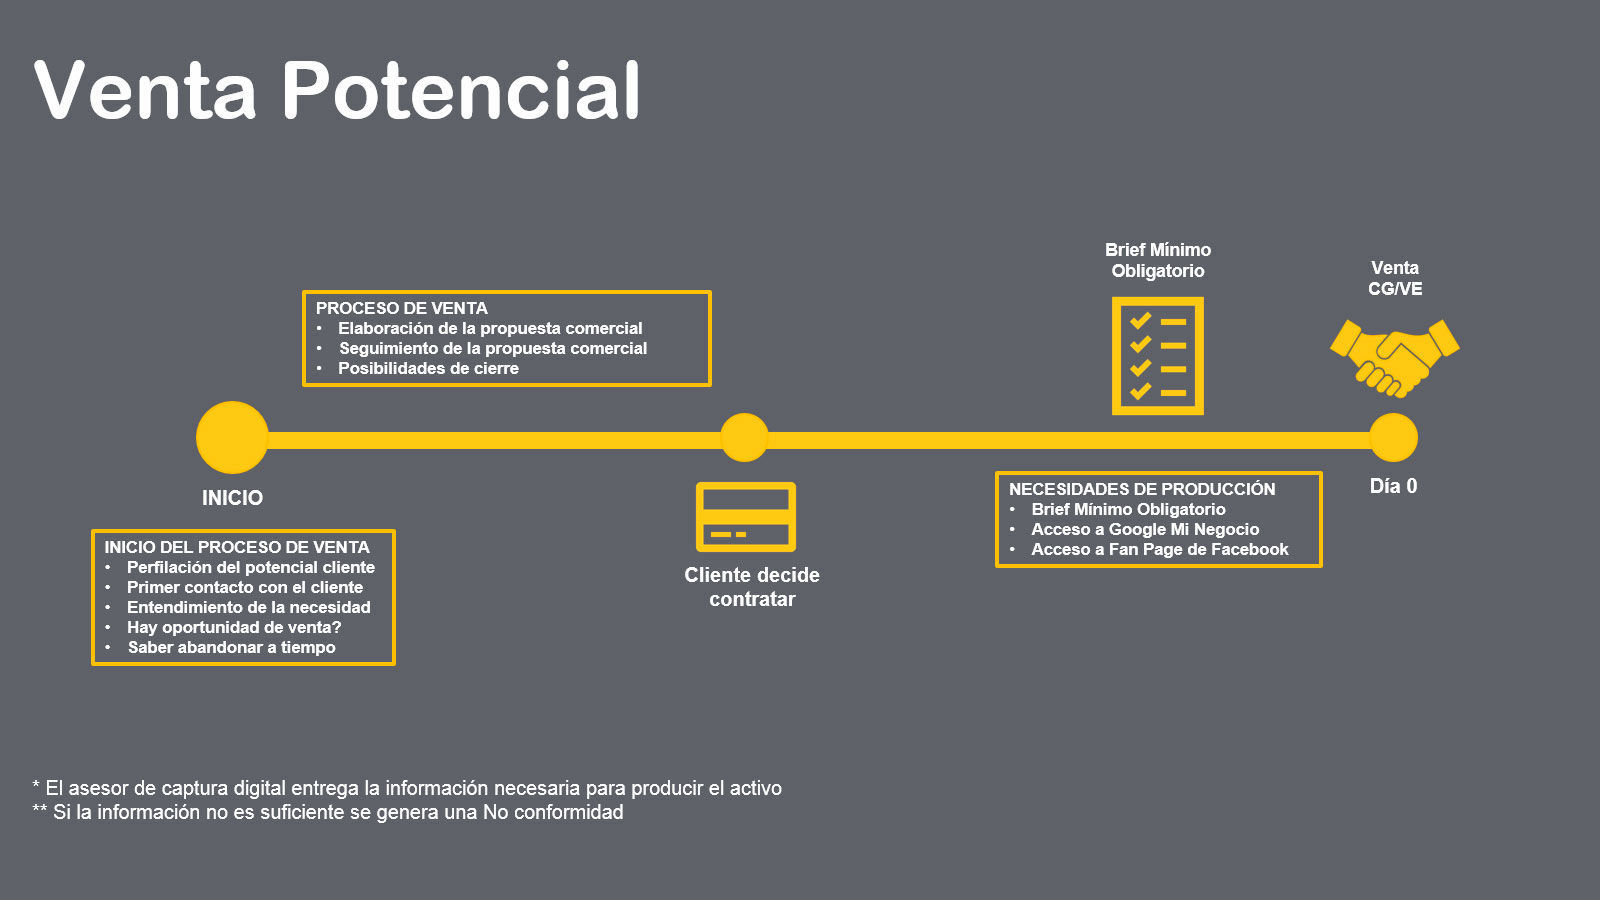 Venta Potencial
Brief Mínimo
Obligatorio
Venta
CG/VE
PROCESO DE VENTA
• Elaboración de la propuesta comercial
• Seguimiento de la propuesta comercial
• Posibilidades de cierre
INICIO
Día 0
INICIO DEL PROCESO DE VENTA
• Perfilación del potencial cliente
• Primer contacto con el cliente
• Entendimiento de la necesidad
• Hay oportunidad de venta?
• Saber abandonar a tiempo
Cliente decide
contratar
NECESIDADES DE PRODUCCIÓN
• Brief Mínimo Obligatorio
• Acceso a Google Mi Negocio
• Acceso a Fan Page de Facebook
* El asesor de captura digital entrega la información necesaria para producir el activo
** Si la información no es suficiente se genera una No conformidad